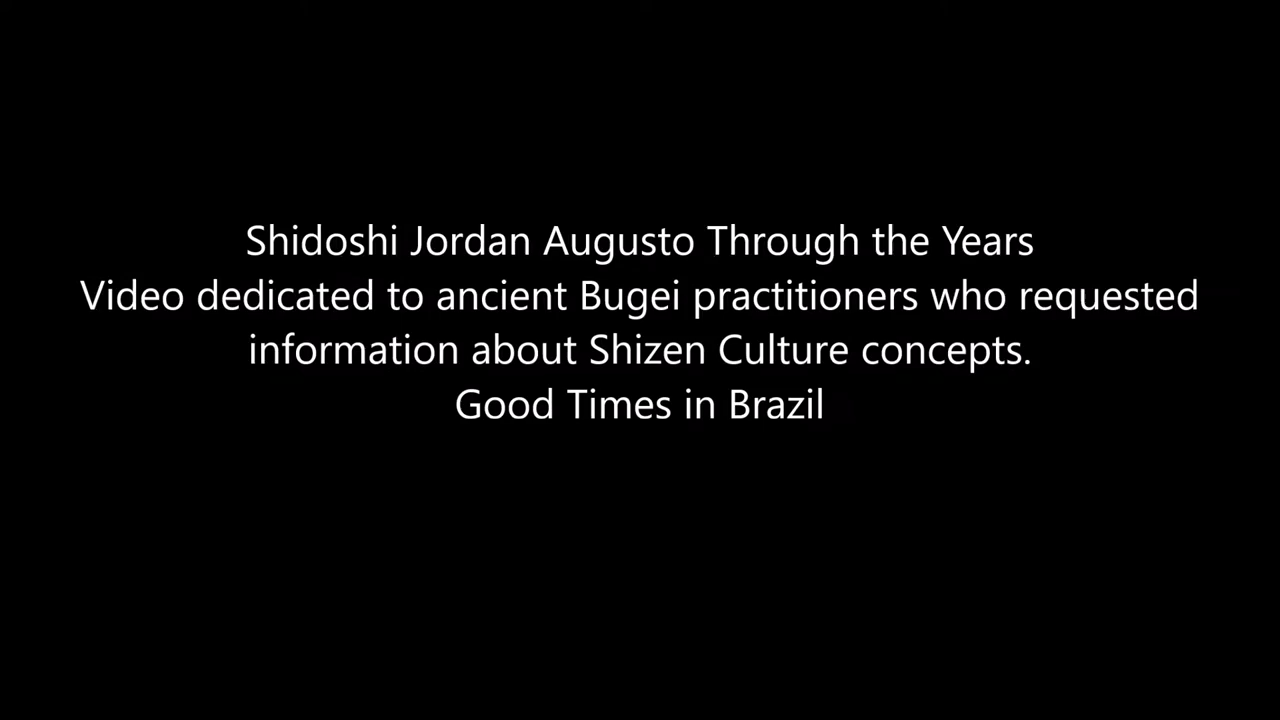 Shidoshi Jordan Augusto Through the Years
Video dedicated to ancient Bugei practitioners who requested
information about Shizen Culture concepts.
Good Times in Brazil